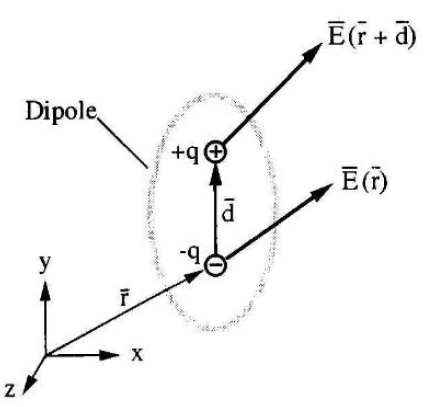 Ē(r̄ + d̄)
Dipole
+q
Ē(r̄)
d̄
-q
y
r̄
x
z